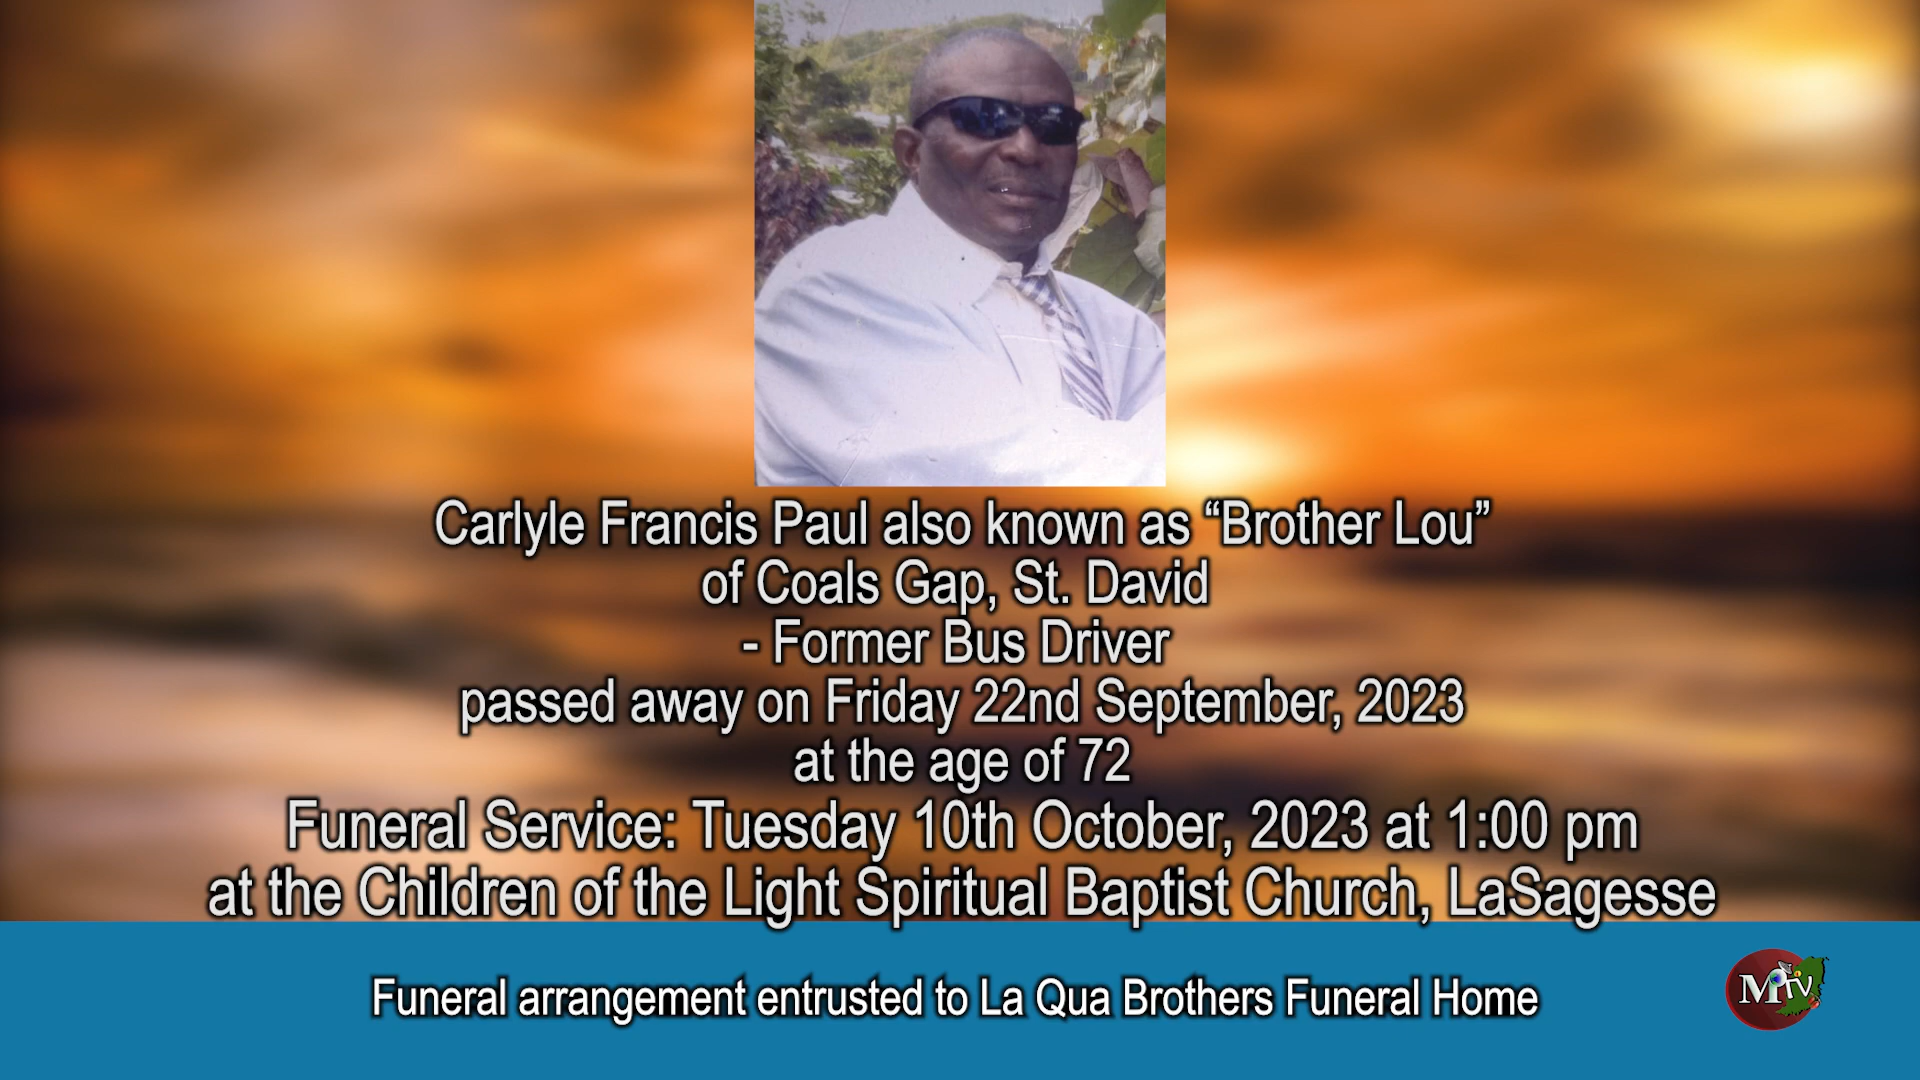 Carlyle Francis Paul also known as “Brother Lou”
of Coals Gap, St. David
- Former Bus Driver
passed away on Friday 22nd September, 2023
at the age of 72
Funeral Service: Tuesday 10th October, 2023 at 1:00 pm
at the Children of the Light Spiritual Baptist Church, LaSagesse
Funeral arrangement entrusted to La Qua Brothers Funeral Home
MTV